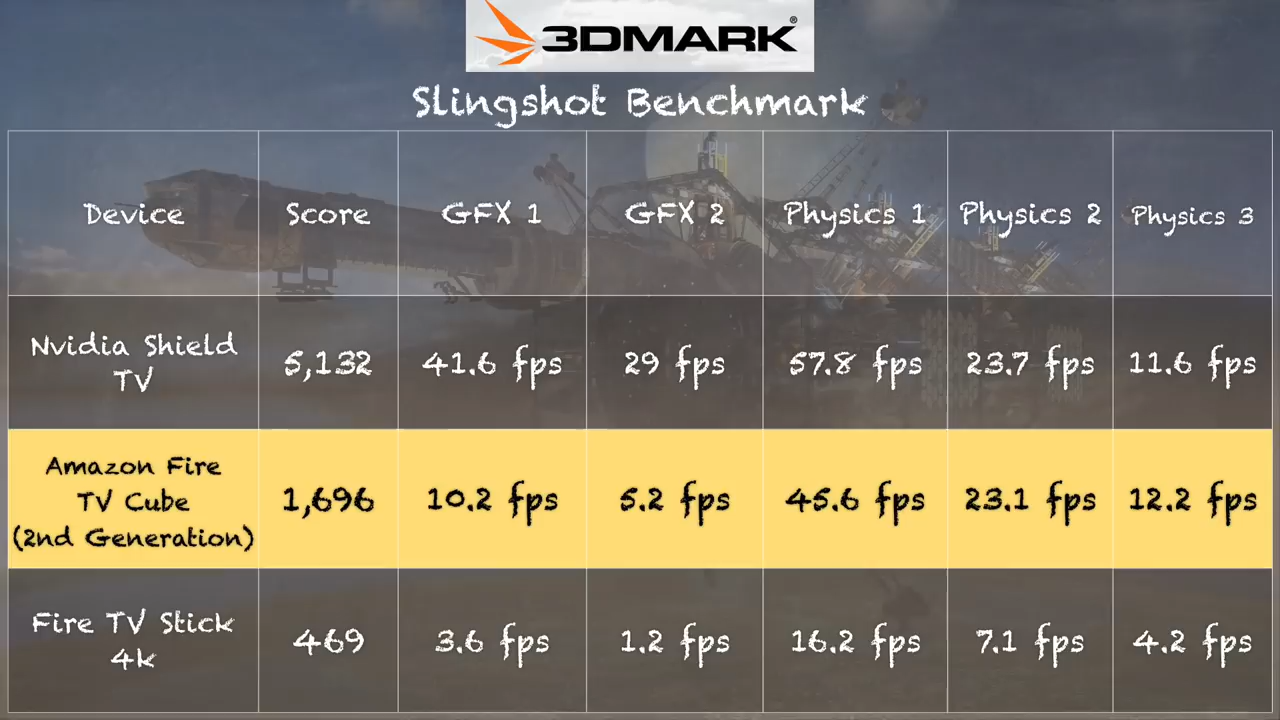 3DMARK®
Slingshot Benchmark
Device Score GFX 1 GFX 2 Physics 1 Physics 2 Physics 3
Nvidia Shield
TV
5,132 41.6 fps 29 fps 57.8 fps 23.7 fps 11.6 fps
Amazon Fire
TV Cube
(2nd Generation)
1,696 10.2 fps 5.2 fps 45.6 fps 23.1 fps 12.2 fps
Fire TV Stick
4k
469 3.6 fps 1.2 fps 16.2 fps 7.1 fps 4.2 fps